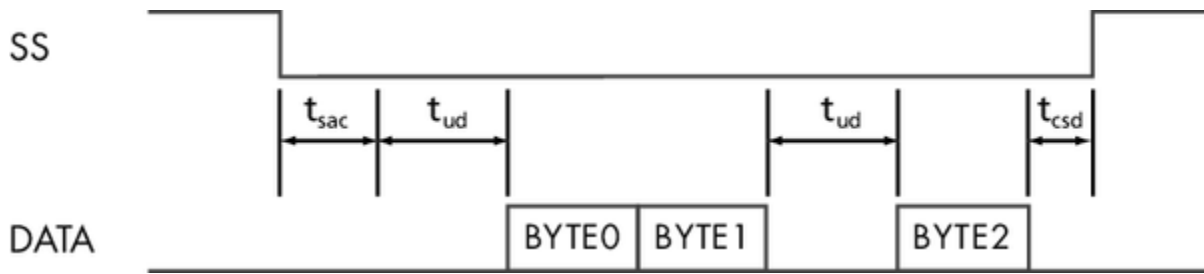 SS
tsac tud tud tcsd
DATA BYTE0 BYTE1 BYTE2